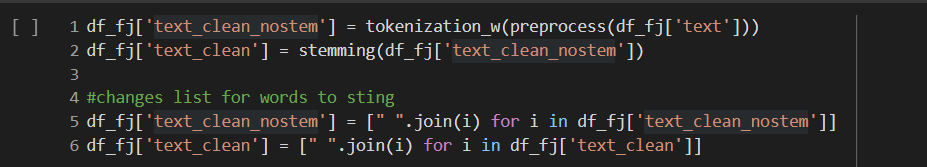 [ ] 1 df_fj['text_clean_nostem'] = tokenization_w(preprocess(df_fj['text']))
2 df_fj['text_clean'] = stemming(df_fj['text_clean_nostem'])
3
4 #changes list for words to sting
5 df_fj['text_clean_nostem'] = [" ".join(i) for i in df_fj['text_clean_nostem']]
6 df_fj['text_clean'] = [" ".join(i) for i in df_fj['text_clean']]